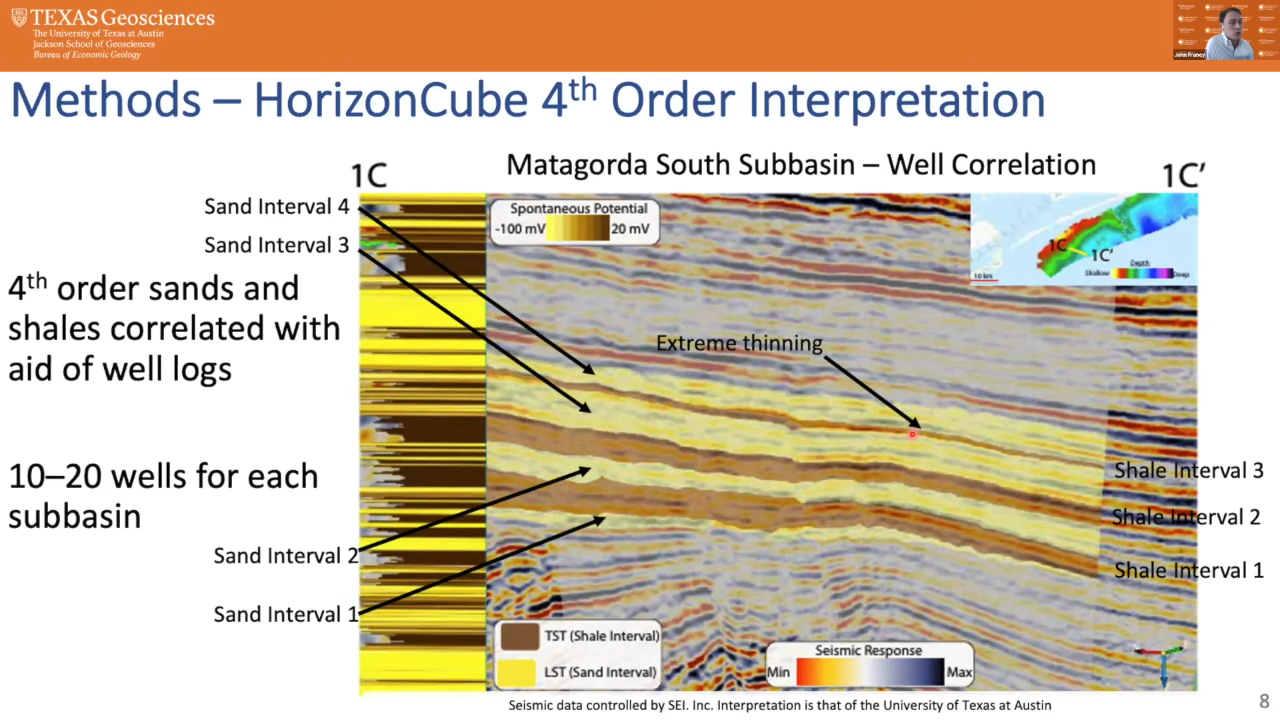 TEXAS Geosciences
The University of Texas at Austin
Jackson School of Geosciences
Bureau of Economic Geology
John Franey
Methods – HorizonCube 4th Order Interpretation
1C
Matagorda South Subbasin – Well Correlation
1C’
Sand Interval 4
Sand Interval 3
4th order sands and
shales correlated with
aid of well logs
10–20 wells for each
subbasin
Sand Interval 2
Sand Interval 1
Spontaneous Potential
-100 mV
20 mV
1C
1C'
10 km
Depth
Shallow
Deep
Extreme thinning
Shale Interval 3
Shale Interval 2
Shale Interval 1
TST (Shale Interval)
LST (Sand Interval)
Seismic Response
Min
Max
Seismic data controlled by SEI. Inc. Interpretation is that of the University of Texas at Austin
8